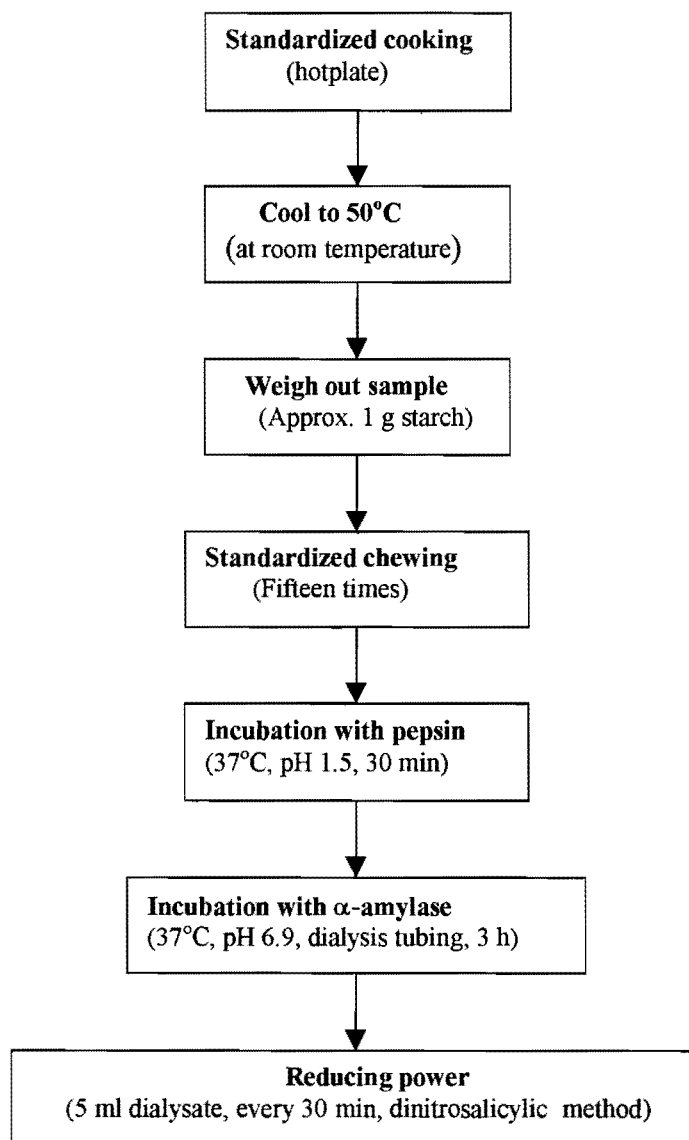 Standardized cooking
(hotplate)
Cool to 50°C
(at room temperature)
Weigh out sample
(Approx. 1 g starch)
Standardized chewing
(Fifteen times)
Incubation with pepsin
(37°C, pH 1.5, 30 min)
Incubation with α-amylase
(37°C, pH 6.9, dialysis tubing, 3 h)
Reducing power
(5 ml dialysate, every 30 min, dinitrosalicylic method)